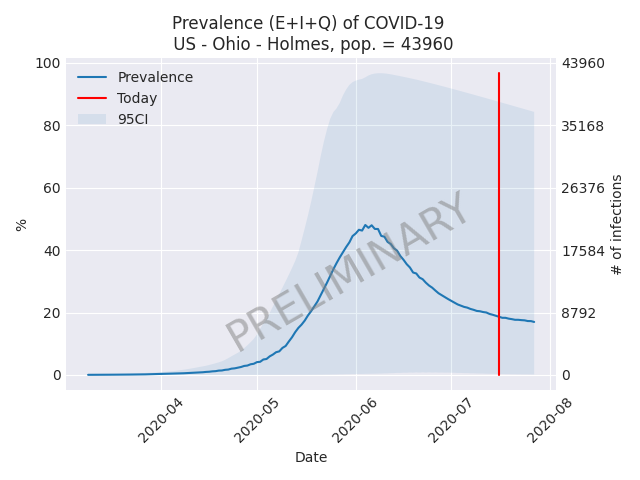 Prevalence (E+I+Q) of COVID-19
US - Ohio - Holmes, pop. = 43960
Prevalence
Today
95CI
PRELIMINARY
100
80
60
40
20
0
%
43960
35168
26376
17584
8792
0
# of infections
2020-04
2020-05
2020-06
2020-07
2020-08
Date